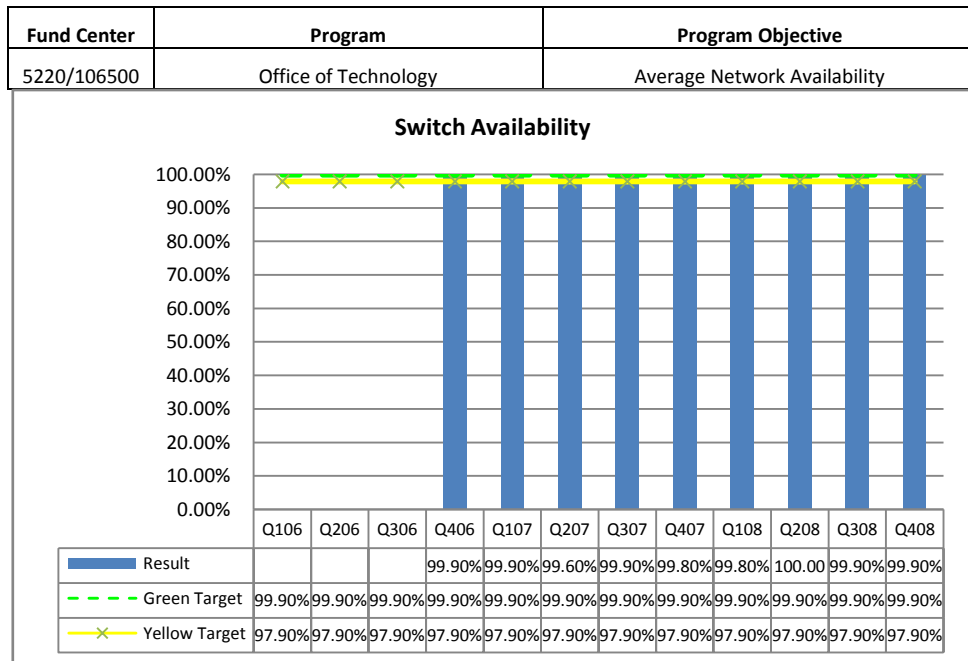 Fund Center Program Program Objective
5220/106500 Office of Technology Average Network Availability
Switch Availability
100.00%
90.00%
80.00%
70.00%
60.00%
50.00%
40.00%
30.00%
20.00%
10.00%
0.00%
Q106 Q206 Q306 Q406 Q107 Q207 Q307 Q407 Q108 Q208 Q308 Q408
Result 99.90% 99.90% 99.60% 99.90% 99.80% 99.80% 100.00 99.90% 99.90%
Green Target 99.90% 99.90% 99.90% 99.90% 99.90% 99.90% 99.90% 99.90% 99.90% 99.90% 99.90% 99.90%
Yellow Target 97.90% 97.90% 97.90% 97.90% 97.90% 97.90% 97.90% 97.90% 97.90% 97.90% 97.90% 97.90%